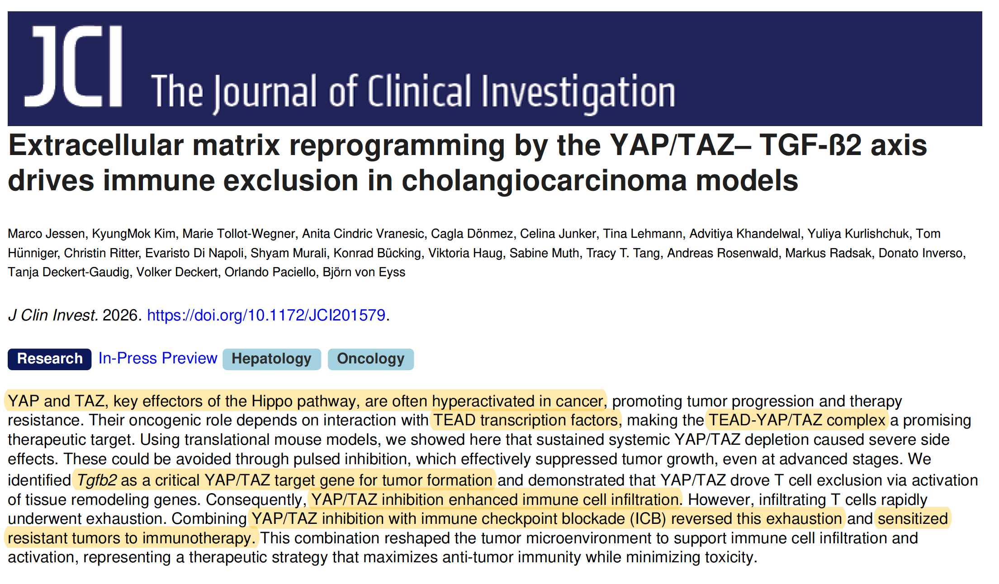 JCI The Journal of Clinical Investigation
Extracellular matrix reprogramming by the YAP/TAZ– TGF-ß2 axis
drives immune exclusion in cholangiocarcinoma models
Marco Jessen, KyungMok Kim, Marie Tollot-Wegner, Anita Cindric Vranesic, Cagla Dönmez, Celina Junker, Tina Lehmann, Advitiya Khandelwal, Yuliya Kurlishchuk, Tom
Hünniger, Christin Ritter, Evaristo Di Napoli, Shyam Murali, Konrad Bücking, Viktoria Haug, Sabine Muth, Tracy T. Tang, Andreas Rosenwald, Markus Radsak, Donato Inverso,
Tanja Deckert-Gaudig, Volker Deckert, Orlando Paciello, Björn von Eyss
J Clin Invest. 2026. https://doi.org/10.1172/JCI201579.
Research In-Press Preview Hepatology Oncology
YAP and TAZ, key effectors of the Hippo pathway, are often hyperactivated in cancer, promoting tumor progression and therapy
resistance. Their oncogenic role depends on interaction with TEAD transcription factors, making the TEAD-YAP/TAZ complex a promising
therapeutic target. Using translational mouse models, we showed here that sustained systemic YAP/TAZ depletion caused severe side
effects. These could be avoided through pulsed inhibition, which effectively suppressed tumor growth, even at advanced stages. We
identified Tgfb2 as a critical YAP/TAZ target gene for tumor formation and demonstrated that YAP/TAZ drove T cell exclusion via activation
of tissue remodeling genes. Consequently, YAP/TAZ inhibition enhanced immune cell infiltration. However, infiltrating T cells rapidly
underwent exhaustion. Combining YAP/TAZ inhibition with immune checkpoint blockade (ICB) reversed this exhaustion and sensitized
resistant tumors to immunotherapy. This combination reshaped the tumor microenvironment to support immune cell infiltration and
activation, representing a therapeutic strategy that maximizes anti-tumor immunity while minimizing toxicity.